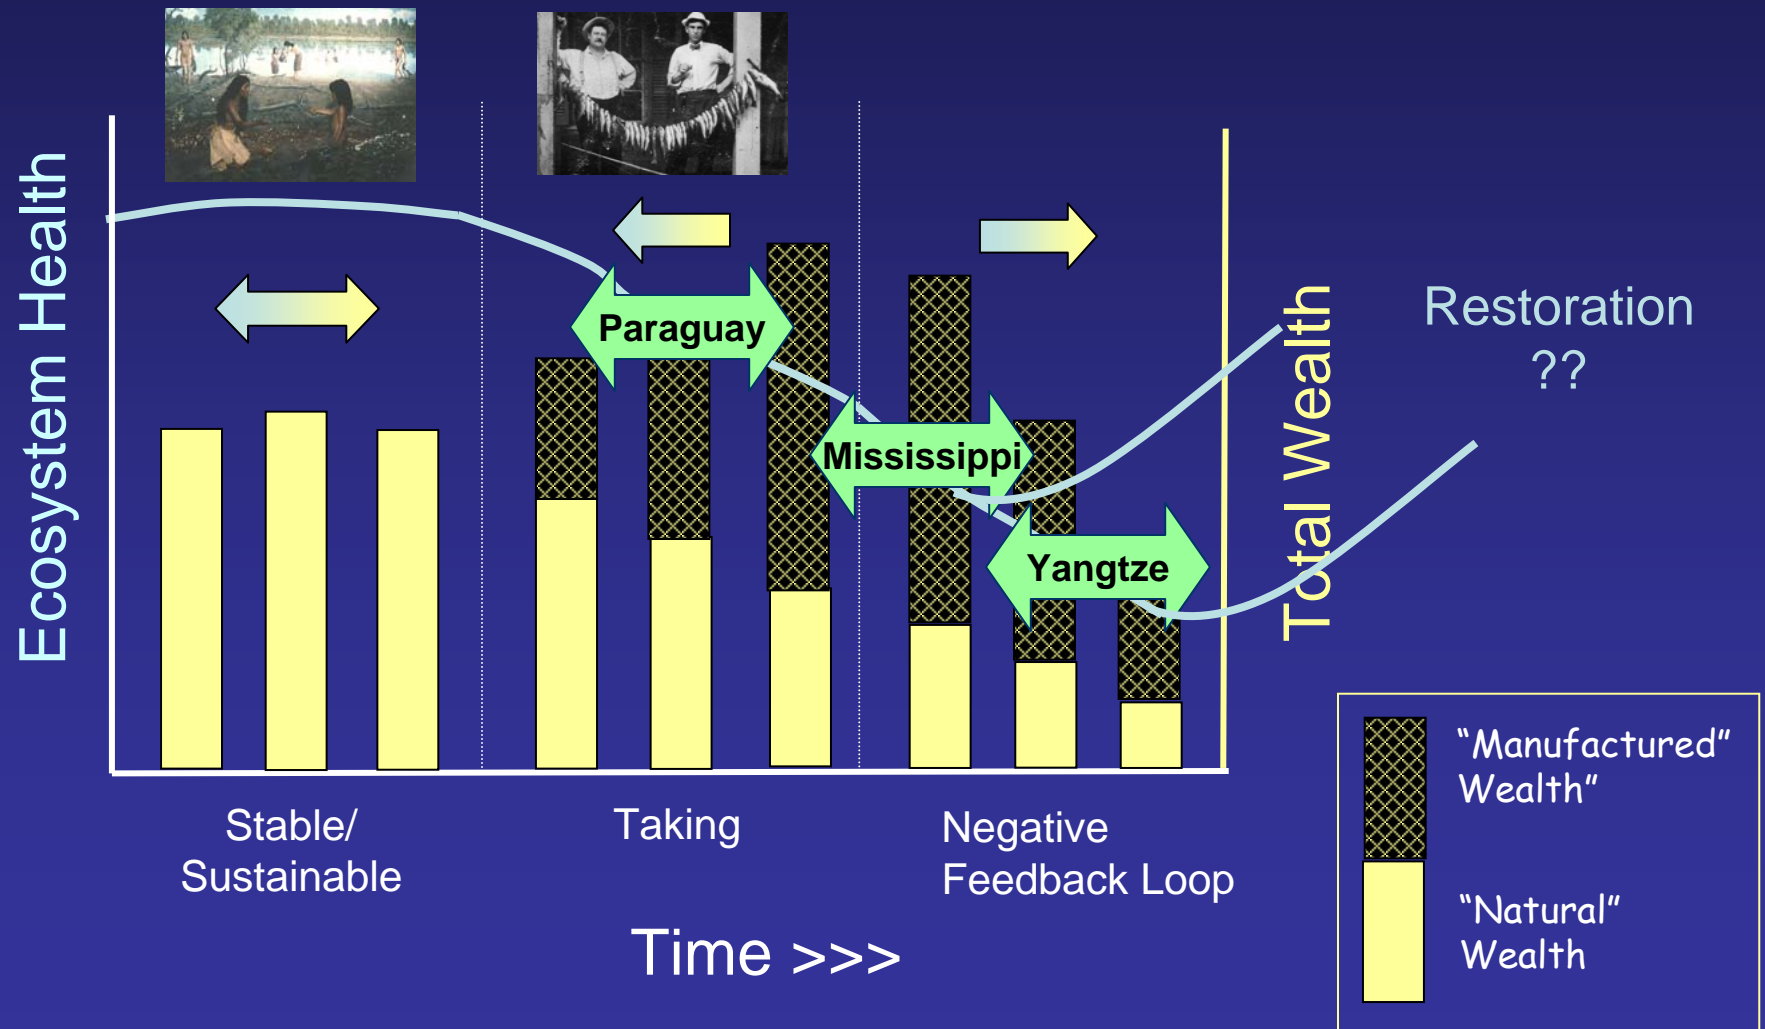 Ecosystem Health
Paraguay
Mississippi
Yangtze
Total Wealth
Restoration
??
Stable/
Sustainable
Taking
Negative
Feedback Loop
Time >>>
“Manufactured”
Wealth”
“Natural”
Wealth